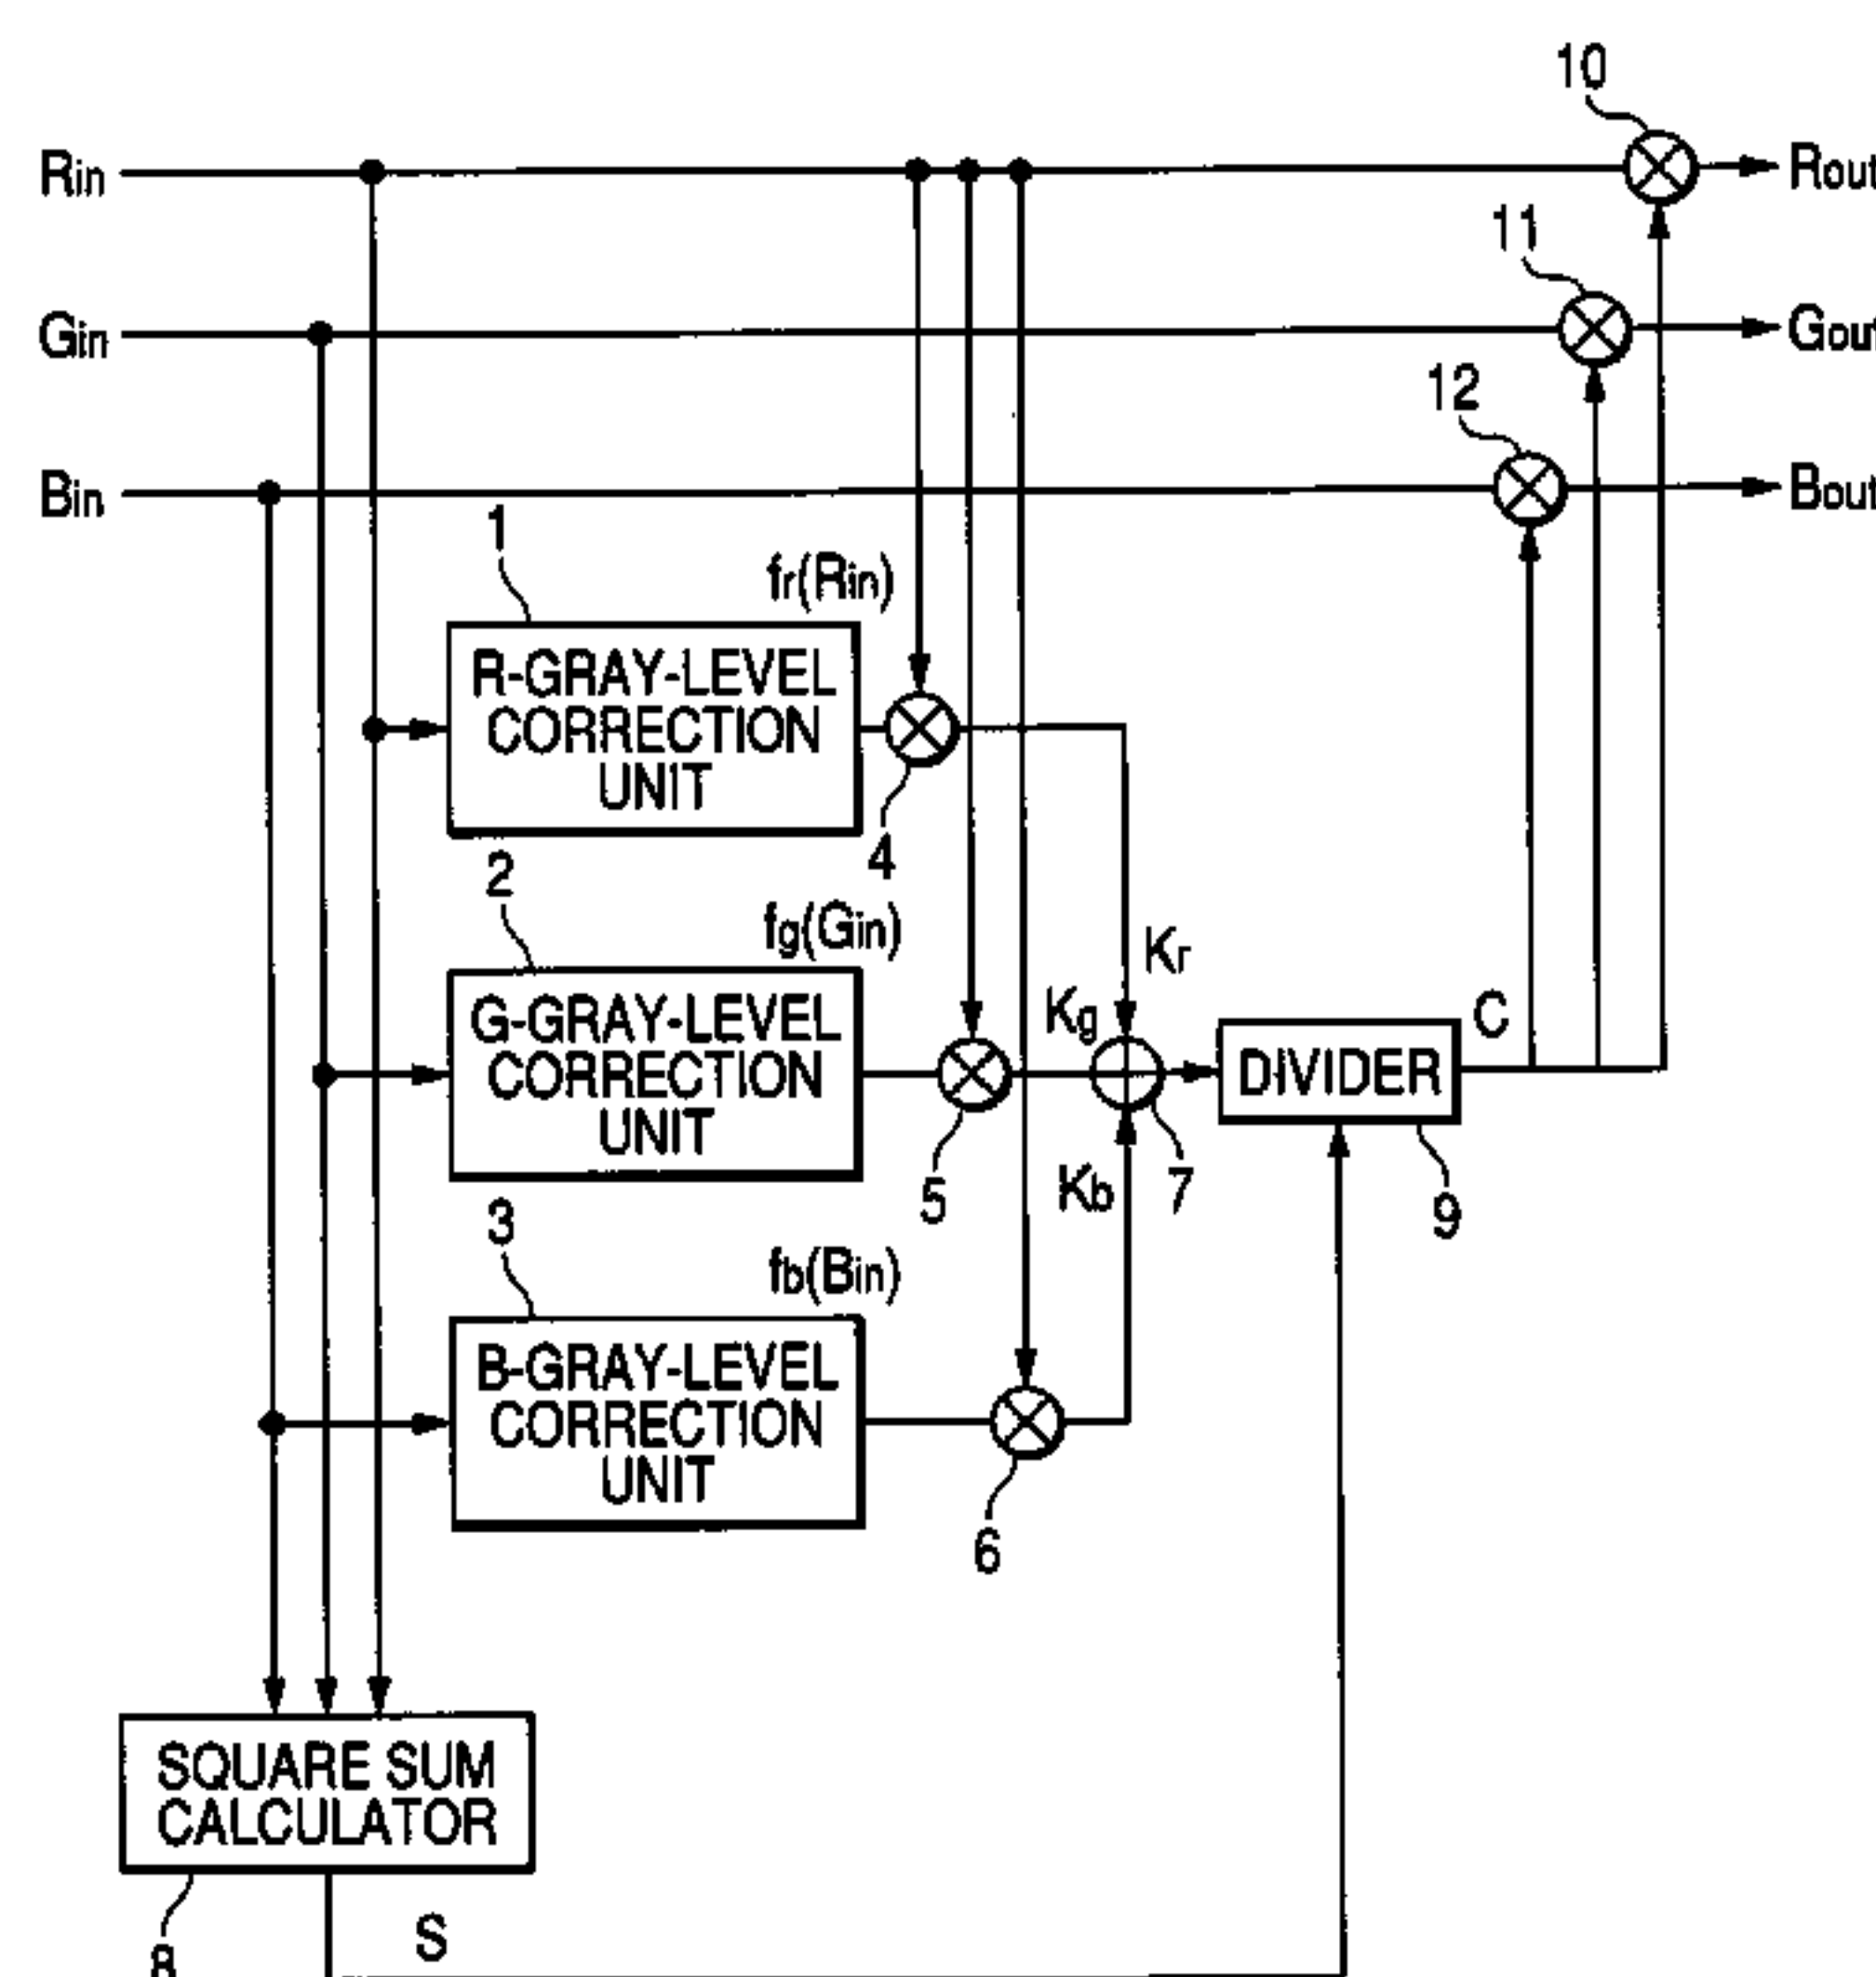 10
Rin
Rout
11
Gin
Gout
12
Bin
Bout
1
fr(Rin)
R-GRAY-LEVEL
CORRECTION
UNIT
4
2
fg(Gin)
Kr
Kg
G-GRAY-LEVEL
CORRECTION
UNIT
C
DIVIDER
5
Kb
7
9
3
fb(Bin)
B-GRAY-LEVEL
CORRECTION
UNIT
6
SQUARE SUM
CALCULATOR
S
8